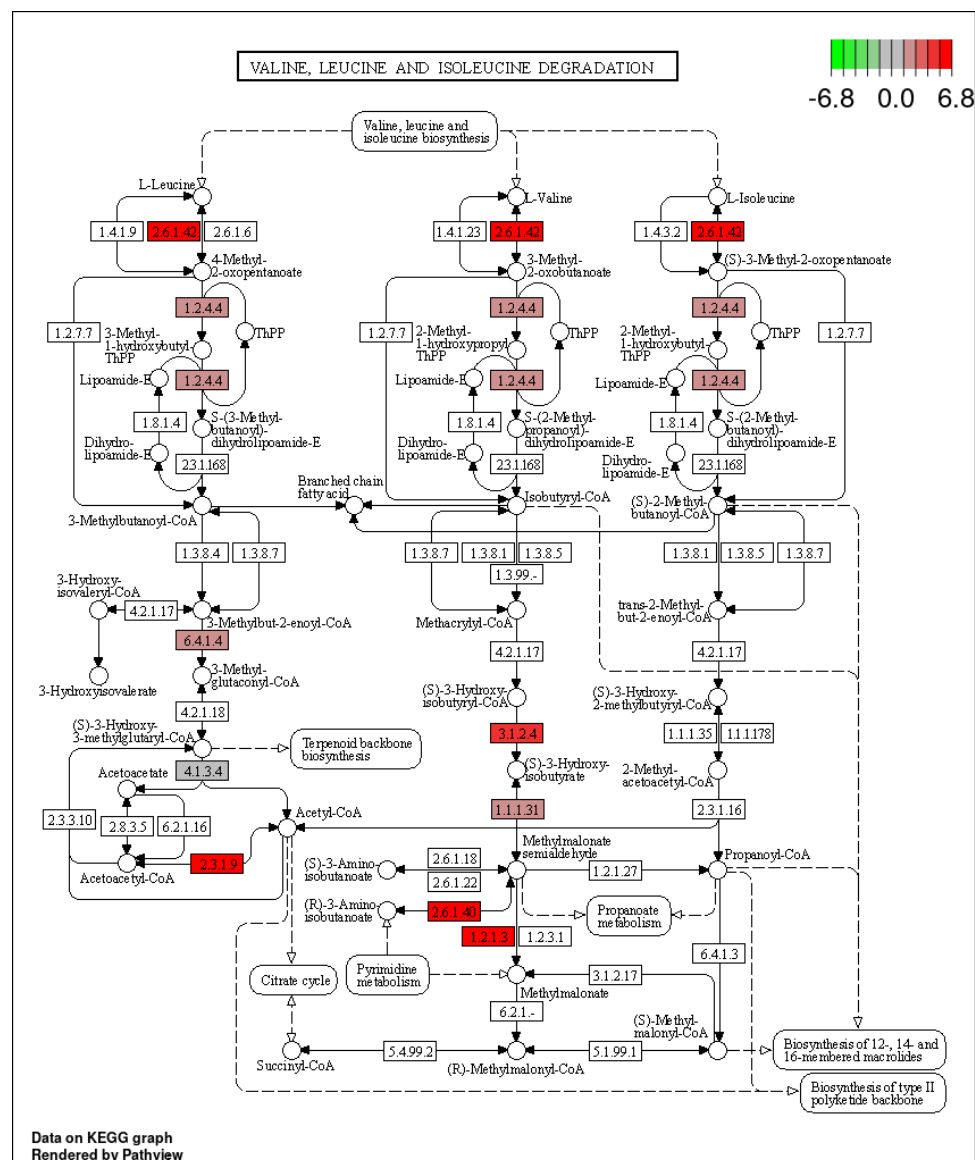 VALINE, LEUCINE AND ISOLEUCINE DEGRADATION
-6.8 0.0 6.8
Valine, leucine and
isoleucine biosynthesis
L-Leucine
L-Valine
L-Isoleucine
1.4.1.9 2.6.1.42 2.6.1.6
1.4.1.23 2.6.1.42
1.4.3.2 2.6.1.42
4-Methyl-
2-oxopentanoate
3-Methyl-
2-oxobutanoate
(S)-3-Methyl-2-oxopentanoate
1.2.4.4
1.2.4.4
1.2.4.4
1.2.7.7
3-Methyl-
1-hydroxybutyl-
ThPP
ThPP
1.2.7.7
2-Methyl-
1-hydroxypropyl-
ThPP
ThPP
2-Methyl-
1-hydroxybutyl-
ThPP
ThPP
1.2.7.7
Lipoamide-E
1.2.4.4
Lipoamide-E
1.2.4.4
Lipoamide-E
1.2.4.4
1.8.1.4
S-(3-Methyl-
butanoyl)-
dihydrolipoamide-E
1.8.1.4
S-(2-Methyl-
propanoyl)-
dihydrolipoamide-E
1.8.1.4
S-(2-Methyl-
butanoyl)-
dihydrolipoamide-E
Dihydro-
lipoamide-E
2.3.1.168
Dihydro-
lipoamide-E
2.3.1.168
Dihydro-
lipoamide-E
2.3.1.168
Branched chain
fatty acid
3-Methylbutanoyl-CoA
Isobutyryl-CoA
(S)-2-Methyl-
butanoyl-CoA
1.3.8.4 1.3.8.7
1.3.8.7 1.3.8.1 1.3.8.5
1.3.99.-
1.3.8.1 1.3.8.5 1.3.8.7
3-Hydroxy-
isovaleryl-CoA
4.2.1.17
3-Methylbut-2-enoyl-CoA
Methacrylyl-CoA
trans-2-Methyl-
but-2-enoyl-CoA
6.4.1.4
4.2.1.17
4.2.1.17
3-Hydroxyisovalerate
3-Methyl-
glutaconyl-CoA
(S)-3-Hydroxy-
isobutyryl-CoA
(S)-3-Hydroxy-
2-methylbutyryl-CoA
4.2.1.18
(S)-3-Hydroxy-
3-methylglutaryl-CoA
Terpenoid backbone
biosynthesis
3.1.2.4
1.1.1.35 1.1.1.178
4.1.3.4
(S)-3-Hydroxy-
isobutyrate
2-Methyl-
acetoacetyl-CoA
Acetoacetate
Acetyl-CoA
1.1.1.31
2.3.1.16
2.3.3.10 2.8.3.5 6.2.1.16
Acetoacetyl-CoA
2.3.1.9
Methylmalonate
semialdehyde
Propanoyl-CoA
(S)-3-Amino-
isobutanoate
2.6.1.18
2.6.1.22
1.2.1.27
(R)-3-Amino-
isobutanoate
2.6.1.40
Propanoate
metabolism
1.2.1.3 1.2.3.1
6.4.1.3
Citrate cycle
Pyrimidine
metabolism
Methylmalonate
3.1.2.17
6.2.1.-
(S)-Methyl-
malonyl-CoA
Succinyl-CoA
5.4.99.2
(R)-Methylmalonyl-CoA
5.1.99.1
Biosynthesis of 12-, 14- and
16-membered macrolides
Biosynthesis of type II
polyketide backbone
Data on KEGG graph
Rendered by Pathview